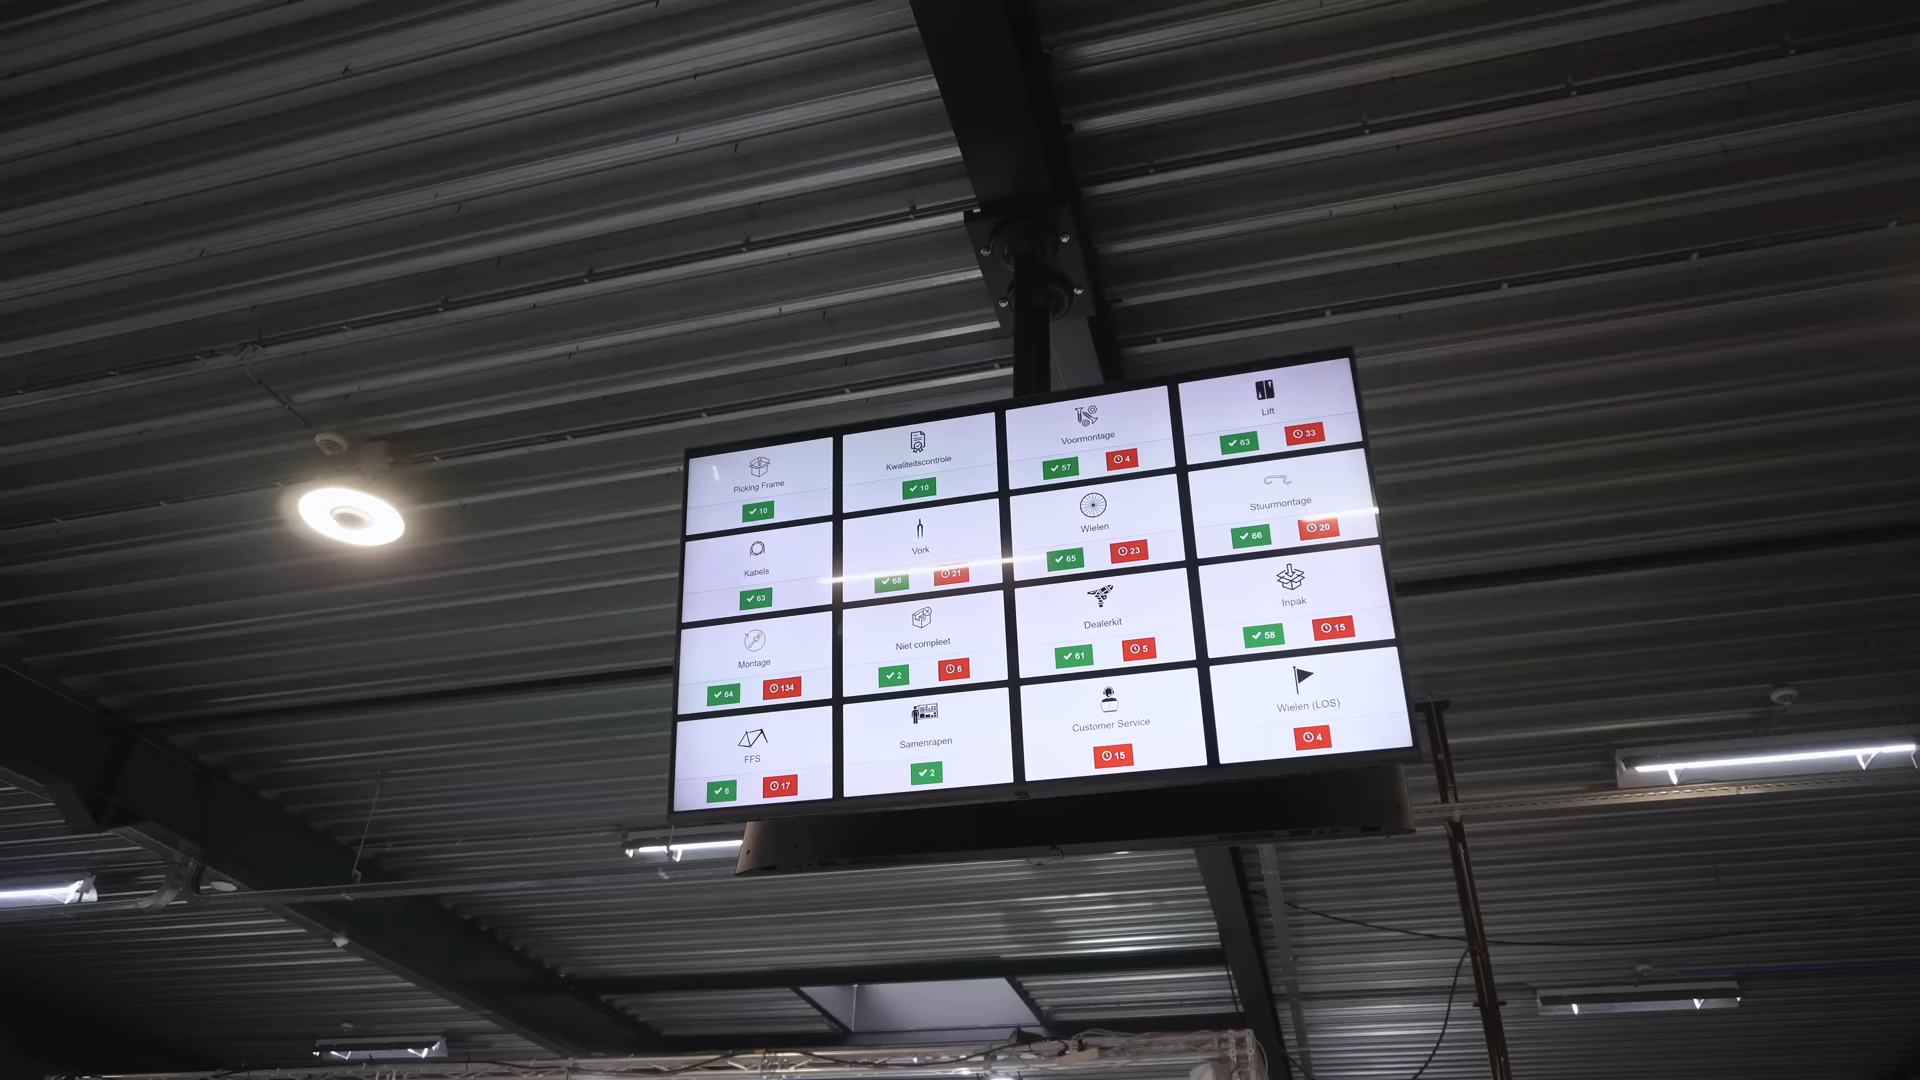 Picking Frame
10
Kwaliteitscontrole
10
Voormontage
57 4
Lift
63 33
Kabels
63
Vork
68 21
Wielen
65 23
Stuurmontage
66 20
Montage
64 134
Niet compleet
2 6
Dealerkit
61 5
Inpak
58 15
FFS
6 17
Samenrapen
2
Customer Service
15
Wielen (LOS)
4